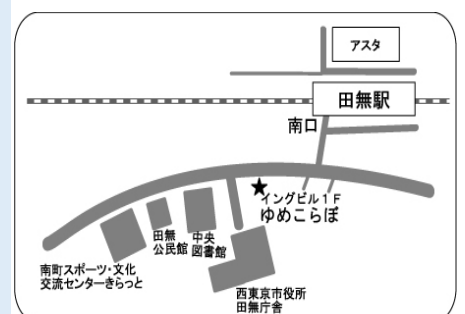 アスタ
田無駅
南口
★
イングビル1F
ゆめこらぼ
田無
公民館
中央
図書館
南町スポーツ・文化
交流センターきらっと
西東京市役所
田無庁舎